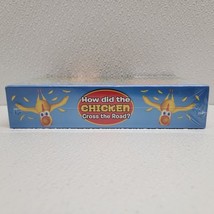 How did the
CHICKEN
Cross the Road?